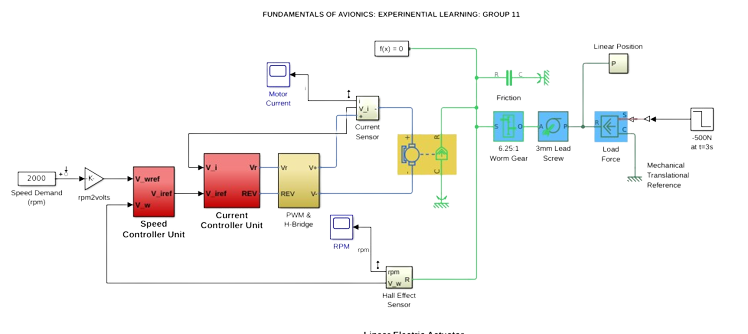 FUNDAMENTALS OF AVIONICS: EXPERIENTIAL LEARNING: GROUP 11
f(x) = 0
Linear Position
P
Motor
Current
i
V_i
+
-
Current
Sensor
R C
Friction
S O
6.25:1
Worm Gear
A P
3mm Lead
Screw
S
C
Load
Force
-500N
at t=3s
Mechanical
Translational
Reference
+
-
R
C
2000
Speed Demand
(rpm)
K-
rpm2volts
V_wref
V_iref
V_w
Speed
Controller Unit
V_i
Vr
V_iref
REV
Current
Controller Unit
Vr
V+
REV
V-
PWM &
H-Bridge
RPM
rpm
rpm
V_w
R
Hall Effect
Sensor
Linear Electric Actuator